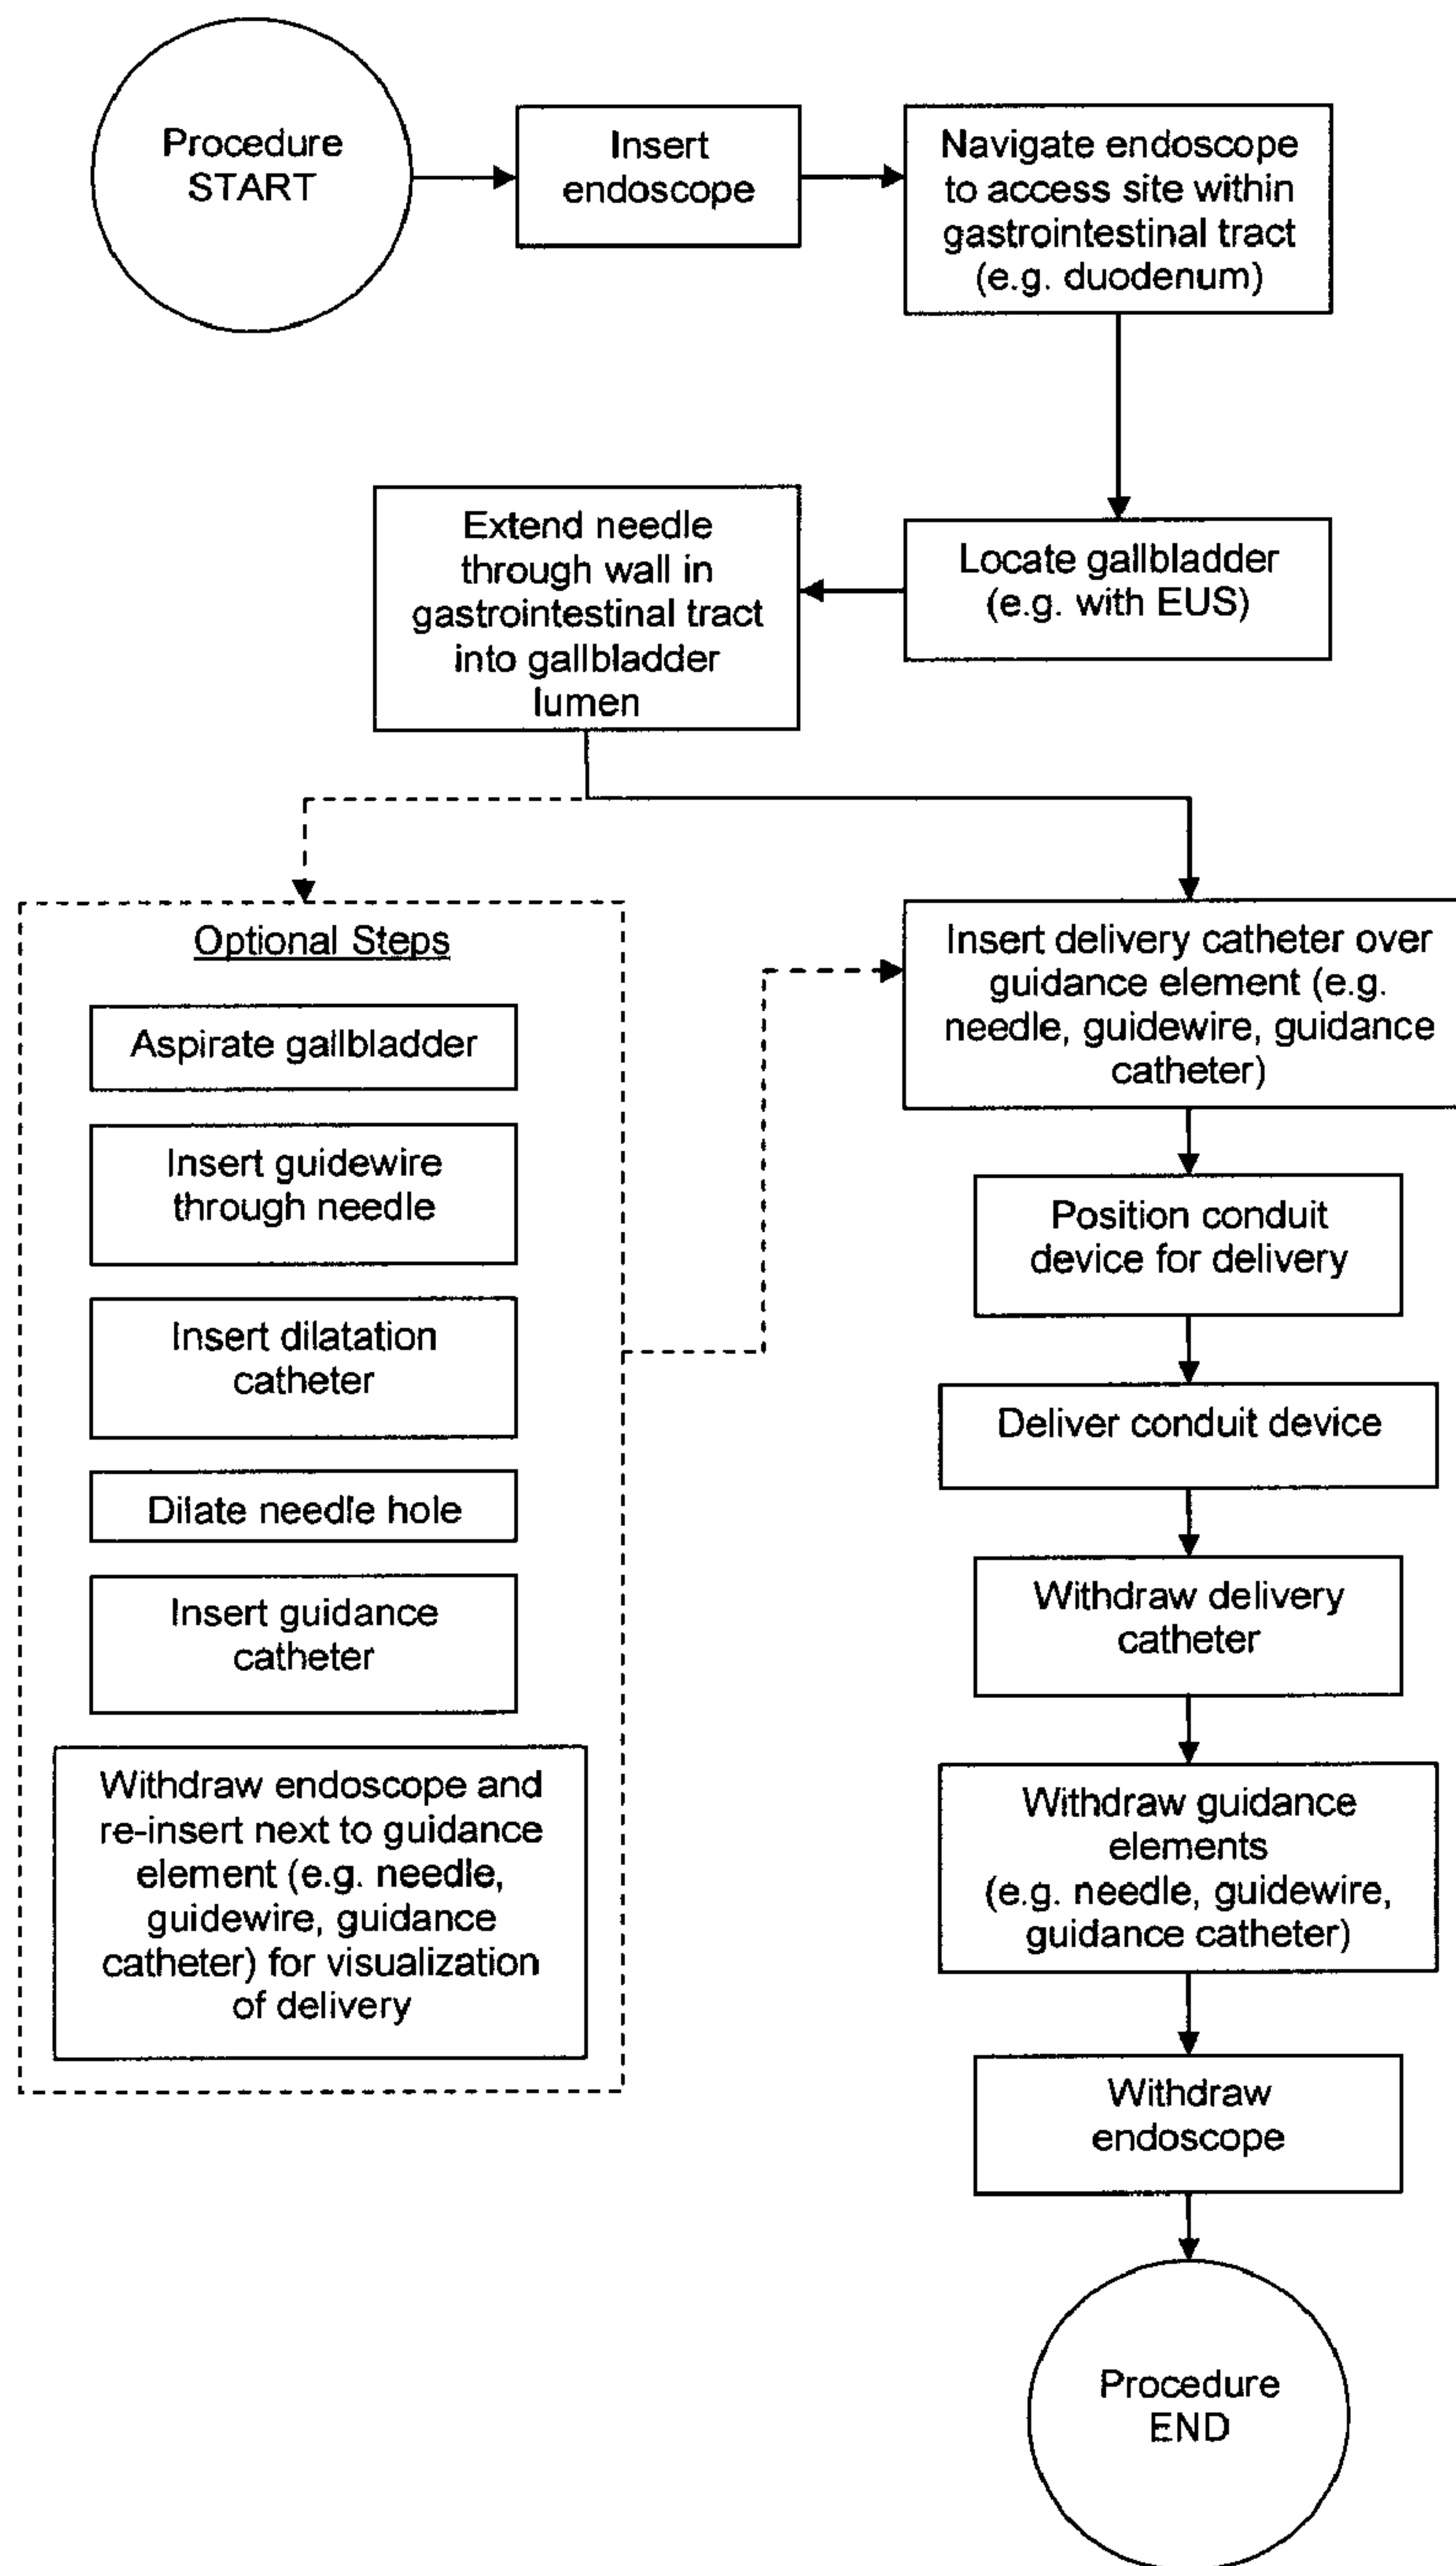 Procedure
START
Insert
endoscope
Navigate endoscope
to access site within
gastrointestinal tract
(e.g. duodenum)
Extend needle
through wall in
gastrointestinal tract
into gallbladder
lumen
Locate gallbladder
(e.g. with EUS)
Optional Steps
Aspirate gallbladder
Insert guidewire
through needle
Insert dilatation
catheter
Dilate needle hole
Insert guidance
catheter
Withdraw endoscope and
re-insert next to guidance
element (e.g. needle,
guidewire, guidance
catheter) for visualization
of delivery
Insert delivery catheter over
guidance element (e.g.
needle, guidewire, guidance
catheter)
Position conduit
device for delivery
Deliver conduit device
Withdraw delivery
catheter
Withdraw guidance
elements
(e.g. needle, guidewire,
guidance catheter)
Withdraw
endoscope
Procedure
END